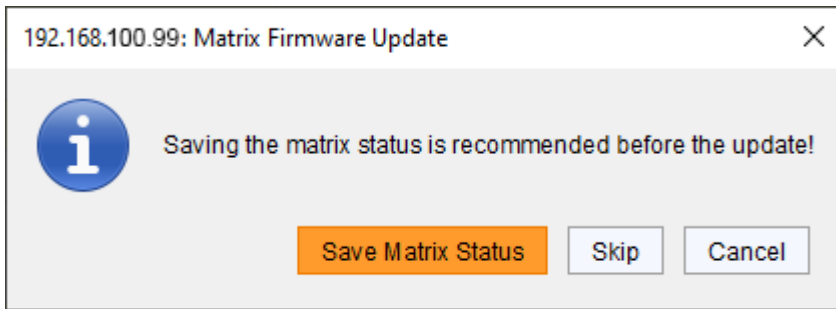 192.168.100.99: Matrix Firmware Update
Saving the matrix status is recommended before the update!
Save Matrix Status Skip Cancel